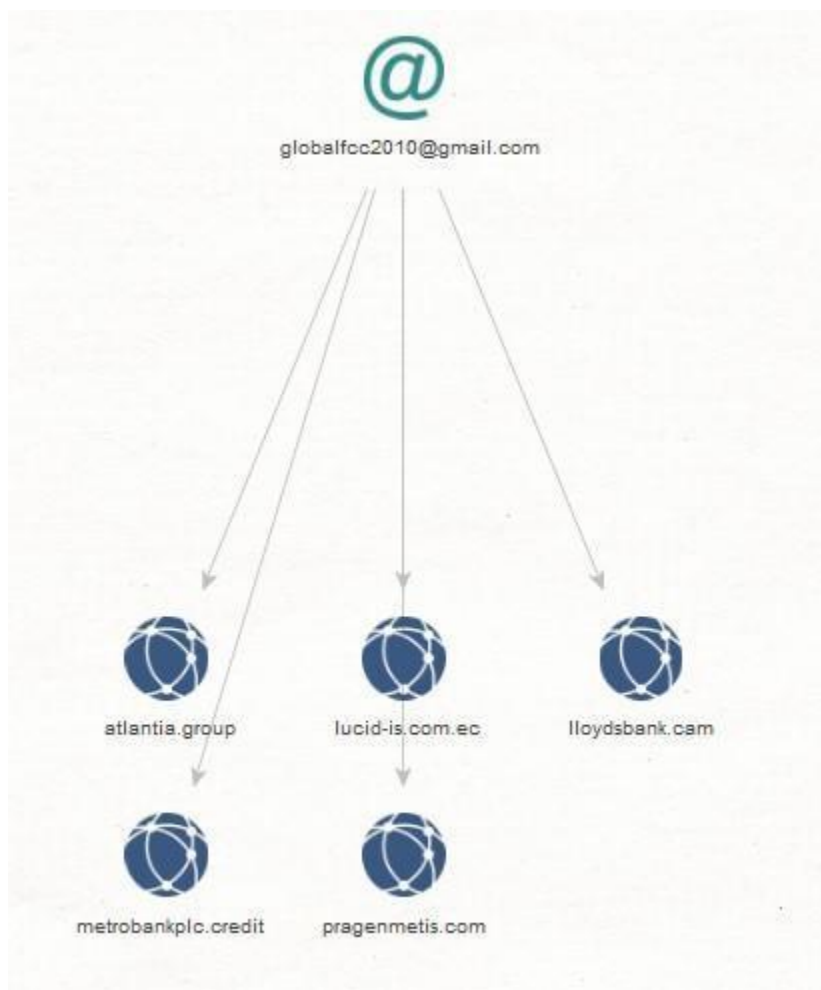 @
globalfcc2010@gmail.com
atlantia.group
lucid-is.com.ec
lloydsbank.cam
metrobankplc.credit
pragenmetis.com